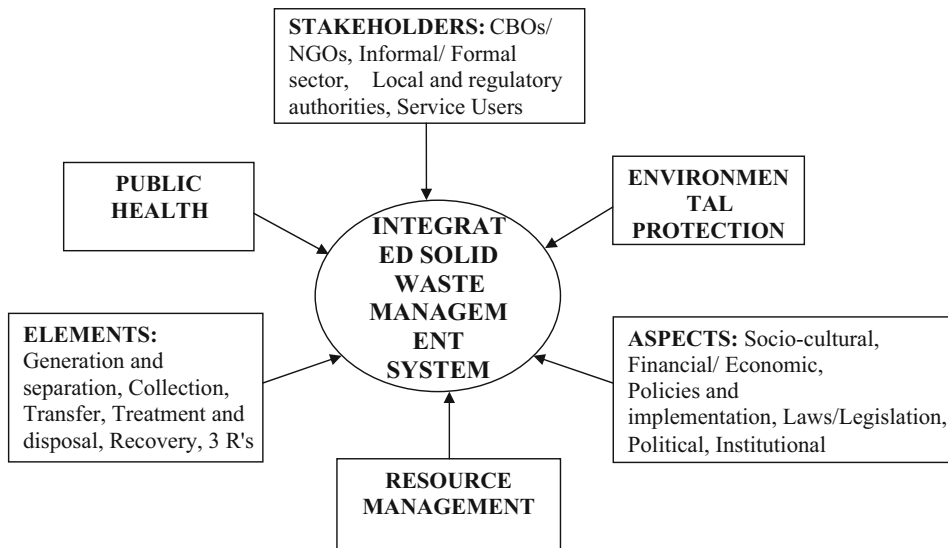 STAKEHOLDERS: CBOs/
NGOs, Informal/ Formal
sector, Local and regulatory
authorities, Service Users
PUBLIC
HEALTH
ENVIRONMEN
TAL
PROTECTION
INTEGRAT
ED SOLID
WASTE
MANAGEM
ENT
SYSTEM
ELEMENTS:
Generation and
separation, Collection,
Transfer, Treatment and
disposal, Recovery, 3 R's
ASPECTS: Socio-cultural,
Financial/ Economic,
Policies and
implementation, Laws/Legislation,
Political, Institutional
RESOURCE
MANAGEMENT